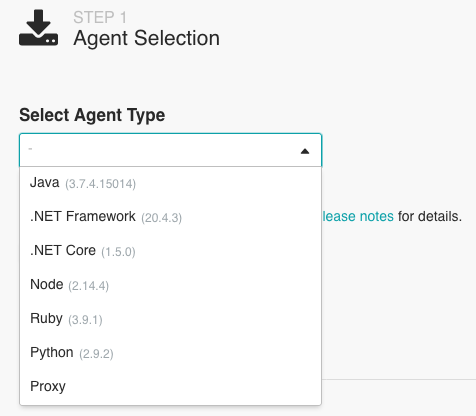 STEP 1
Agent Selection
Select Agent Type
-
Java (3.7.4.15014)
.NET Framework (20.4.3)
lease notes for details.
.NET Core (1.5.0)
Node (2.14.4)
Ruby (3.9.1)
Python (2.9.2)
Proxy